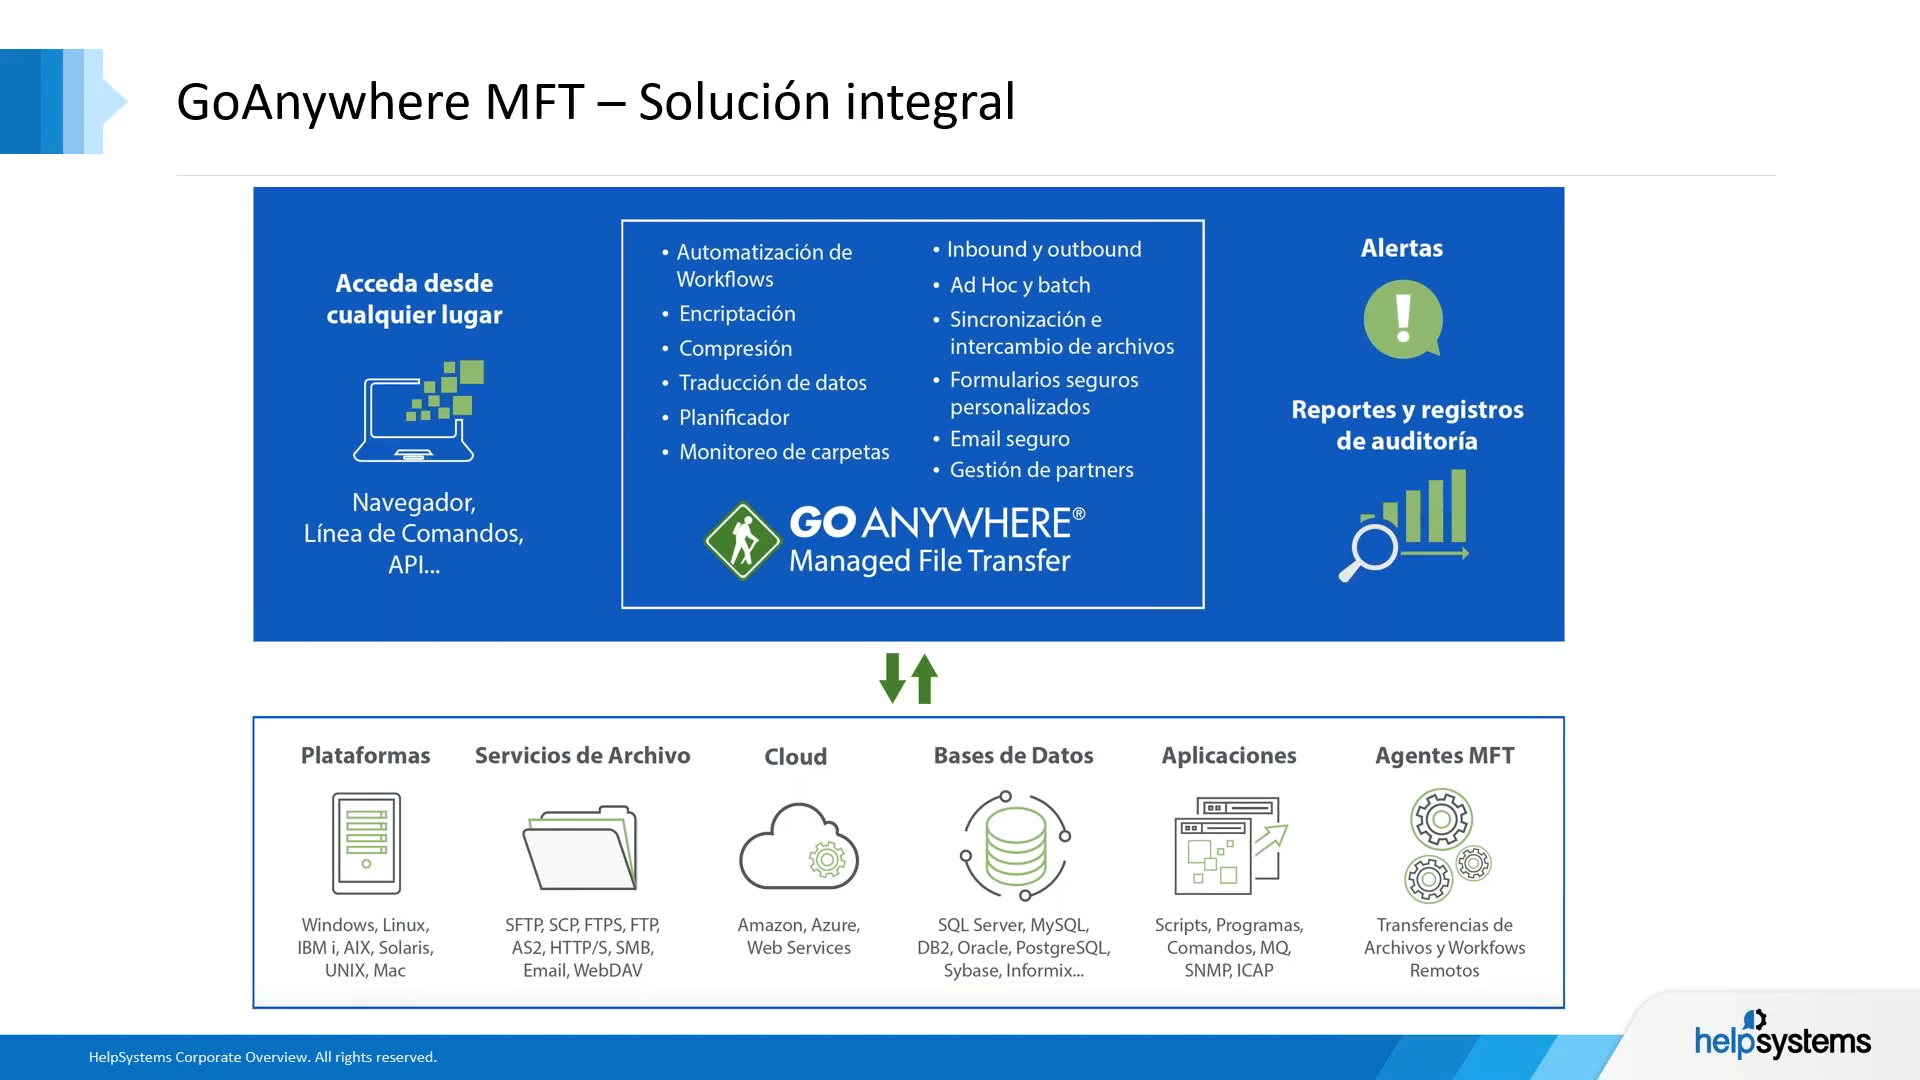 GoAnywhere MFT – Solución integral
Acceda desde
cualquier lugar
Navegador,
Línea de Comandos,
API...
• Automatización de
Workflows
• Encriptación
• Compresión
• Traducción de datos
• Planificador
• Monitoreo de carpetas
• Inbound y outbound
• Ad Hoc y batch
• Sincronización e
intercambio de archivos
• Formularios seguros
personalizados
• Email seguro
• Gestión de partners
GO ANYWHERE®
Managed File Transfer
Alertas
!
Reportes y registros
de auditoría
Plataformas
Windows, Linux,
IBM i, AIX, Solaris,
UNIX, Mac
Servicios de Archivo
SFTP, SCP, FTPS, FTP,
AS2, HTTP/S, SMB,
Email, WebDAV
Cloud
Amazon, Azure,
Web Services
Bases de Datos
SQL Server, MySQL,
DB2, Oracle, PostgreSQL,
Sybase, Informix...
Aplicaciones
Scripts, Programas,
Comandos, MQ,
SNMP, ICAP
Agentes MFT
Transferencias de
Archivos y Workfows
Remotos
HelpSystems Corporate Overview. All rights reserved.
helpsystems